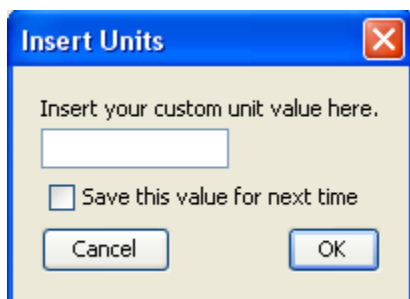 Insert Units
Insert your custom unit value here.
Save this value for next time
Cancel OK